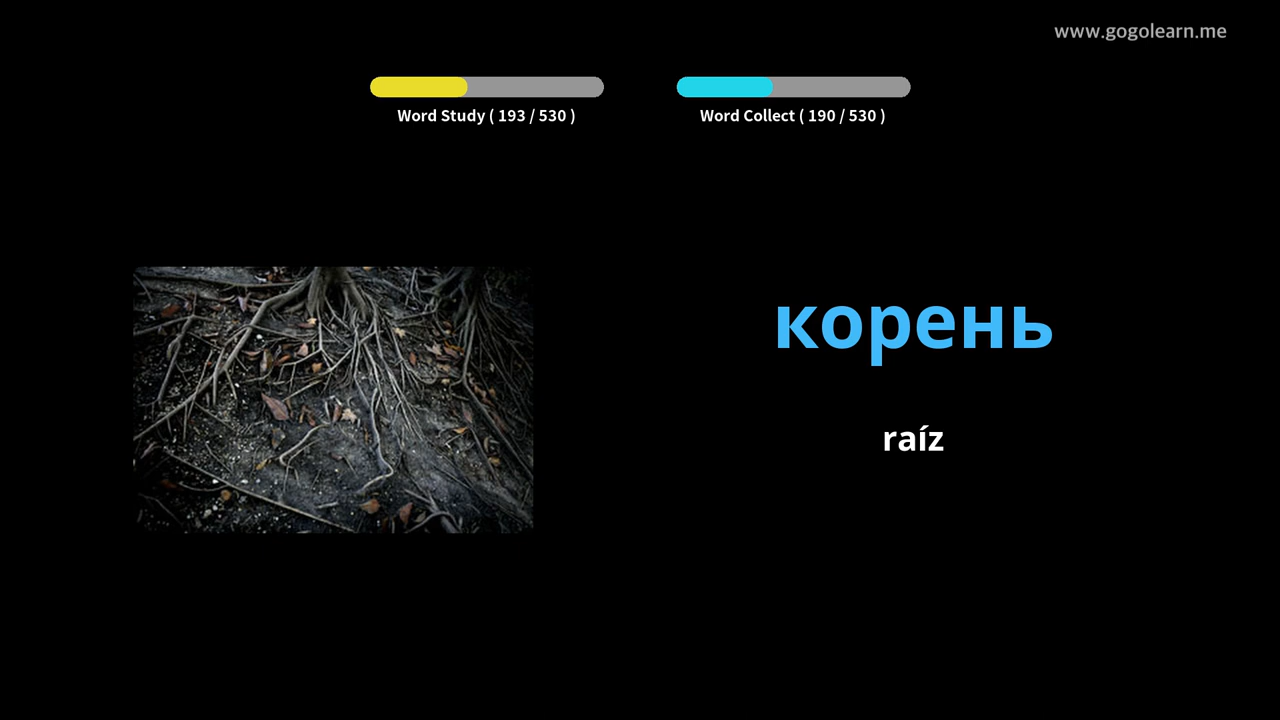 www.gogolearn.me
Word Study ( 193 / 530 )
Word Collect ( 190 / 530 )
корень
raíz